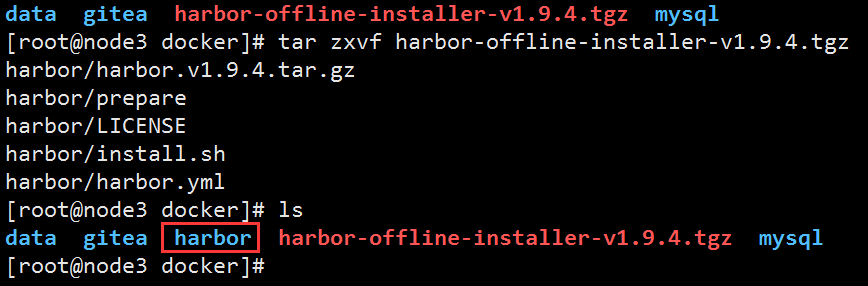 data gitea harbor-offline-installer-v1.9.4.tgz mysql
[root@node3 docker]# tar zxvf harbor-offline-installer-v1.9.4.tgz
harbor/harbor.v1.9.4.tar.gz
harbor/prepare
harbor/LICENSE
harbor/install.sh
harbor/harbor.yml
[root@node3 docker]# ls
data gitea harbor harbor-offline-installer-v1.9.4.tgz mysql
[root@node3 docker]#